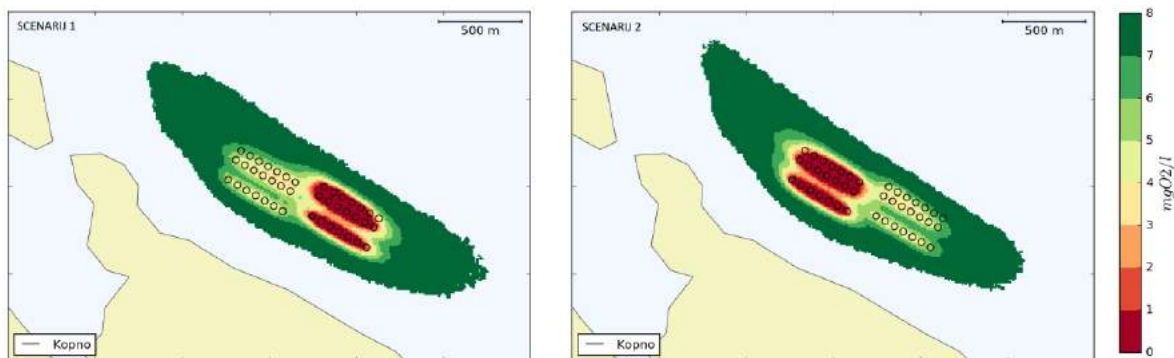 SCENARIJ 1
500 m
Kopno
SCENARIJ 2
500 m
Kopno
8
7
6
5
4
3
2
1
0
mgO2/l